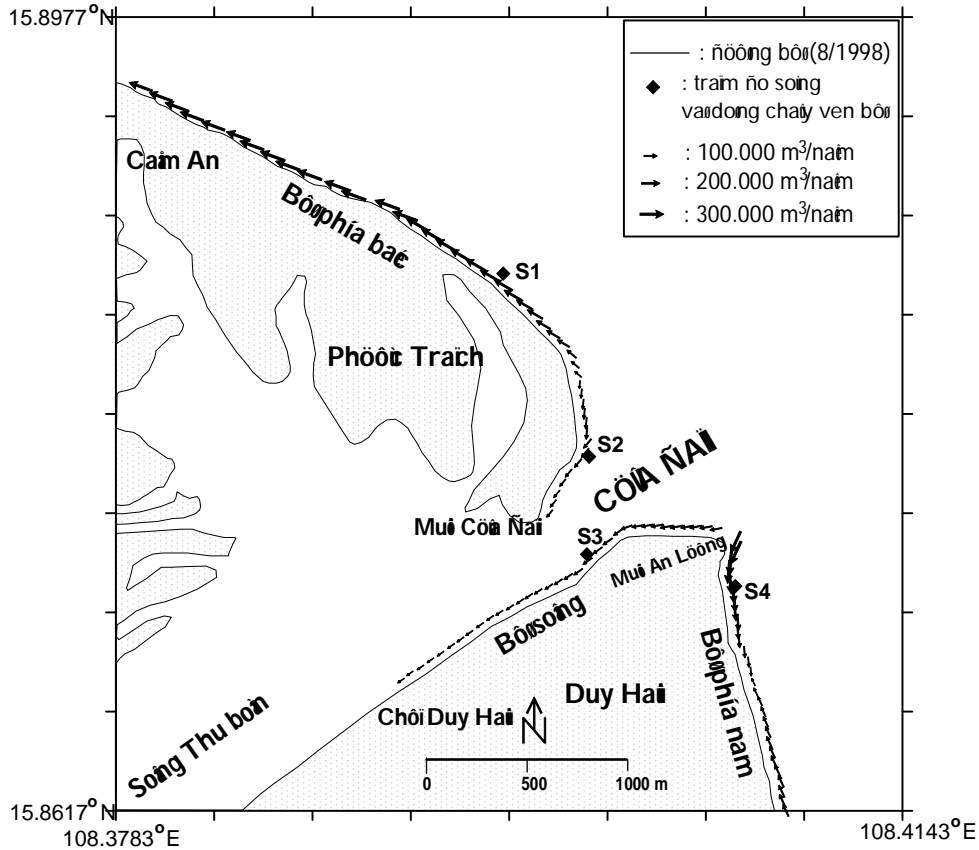 15.8977°N
: ñöôøng bôø (8/1998)
: traïm ño soùng
vaø doøng chaûy ven bôø
: 100.000 m³/naêm
: 200.000 m³/naêm
: 300.000 m³/naêm
Caåm An
Bôø phía baéc
S1
Phöôùc Traïch
S2
CÖÛA ÑAÏI
Muõi Cöûa Ñaïi
S3
Muõi An Löông
S4
Bôø soâng
Bôø phía nam
Duy Haûi
Chôï Duy Haûi
N
Soâng Thu boàn
0
500
1000 m
15.8617°N
108.3783°E
108.4143°E